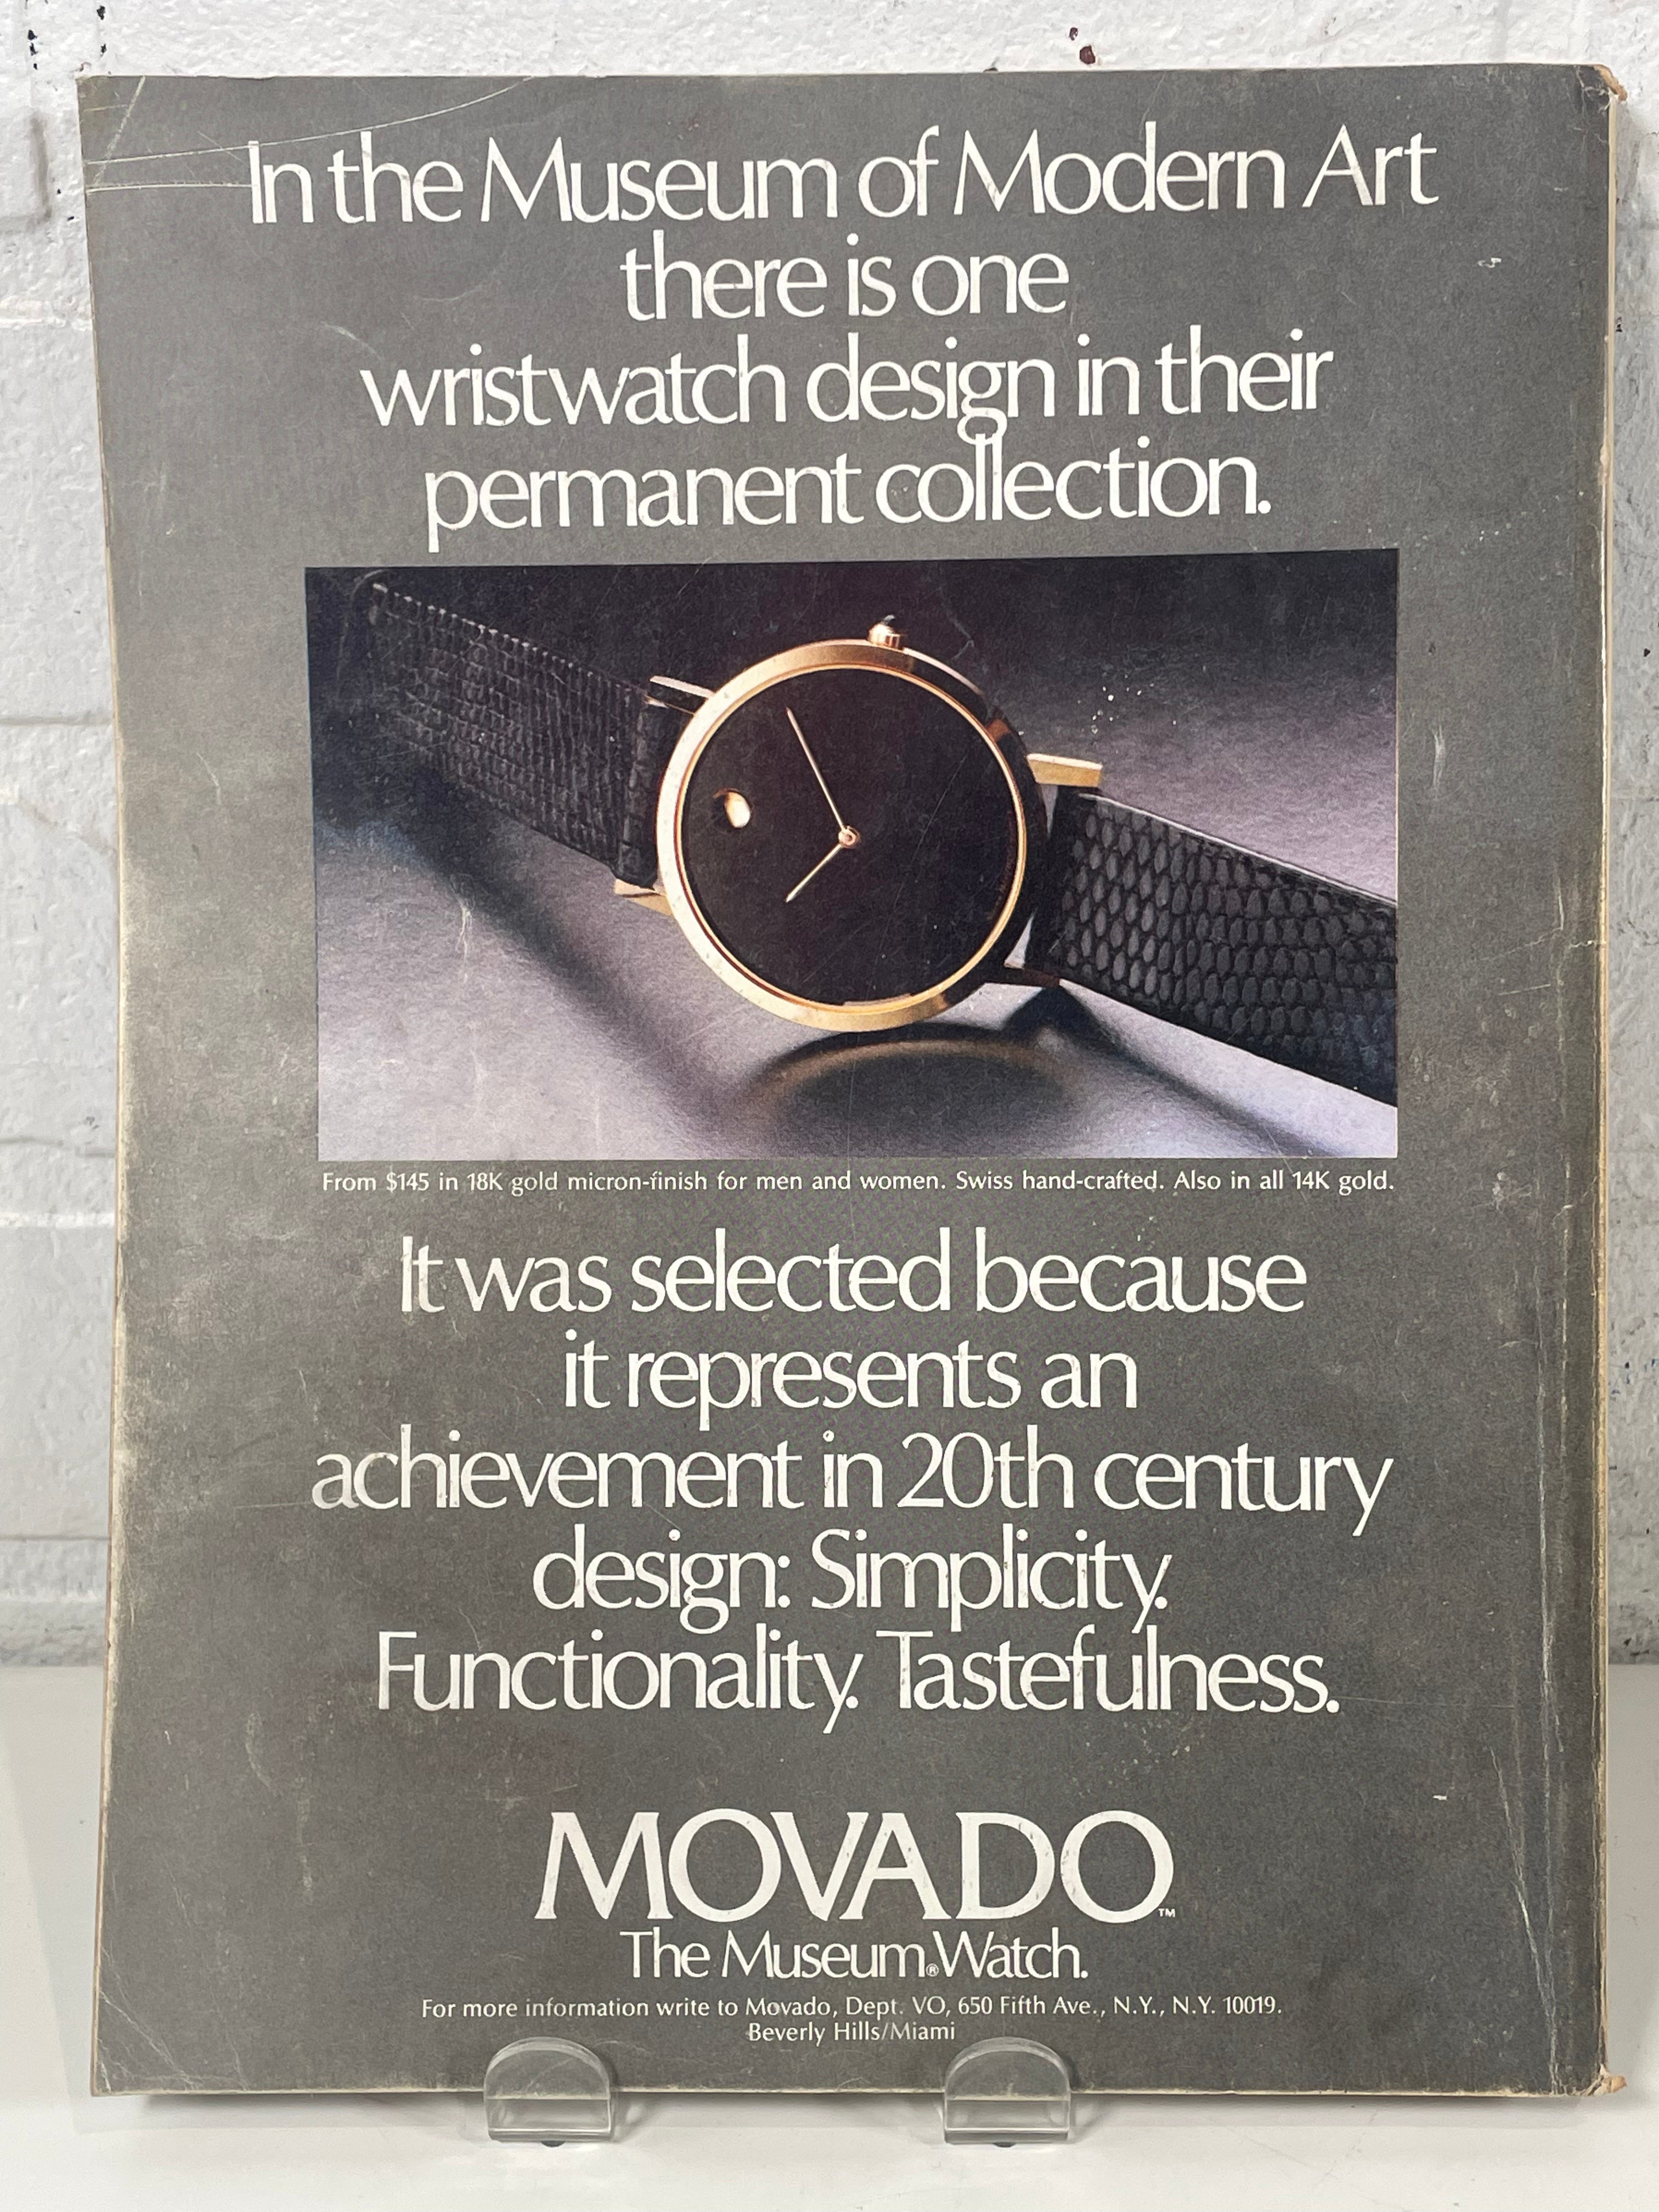 In the Museum of Modern Art
there is one
wristwatch design in their
permanent collection.
From $145 in 18K gold micron-finish for men and women. Swiss hand-crafted. Also in all 14K gold.
It was selected because
it represents an
achievement in 20th century
design: Simplicity.
Functionality. Tastefulness.
MOVADO™
The Museum® Watch.
For more information write to Movado, Dept. VO, 650 Fifth Ave., N.Y., N.Y. 10019.
Beverly Hills/Miami